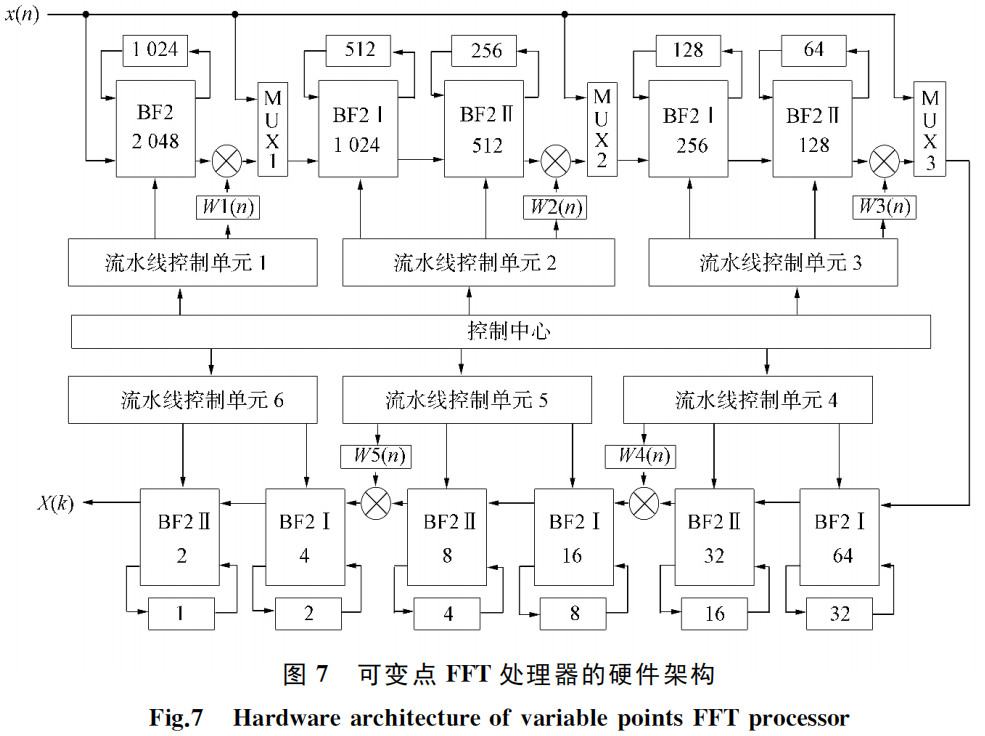 x(n)
1 024
512
256
128
64
BF2
2 048
MUX1
BF2 Ⅰ
1 024
BF2 Ⅱ
512
MUX2
BF2 Ⅰ
256
BF2 Ⅱ
128
MUX3
W1(n)
W2(n)
W3(n)
流水线控制单元1
流水线控制单元2
流水线控制单元3
控制中心
流水线控制单元6
流水线控制单元5
流水线控制单元4
W5(n)
W4(n)
X(k)
BF2 Ⅱ
2
BF2 Ⅰ
4
BF2 Ⅱ
8
BF2 Ⅰ
16
BF2 Ⅱ
32
BF2 Ⅰ
64
1
2
4
8
16
32
图 7 可变点 FFT 处理器的硬件架构
Fig.7 Hardware architecture of variable points FFT processor